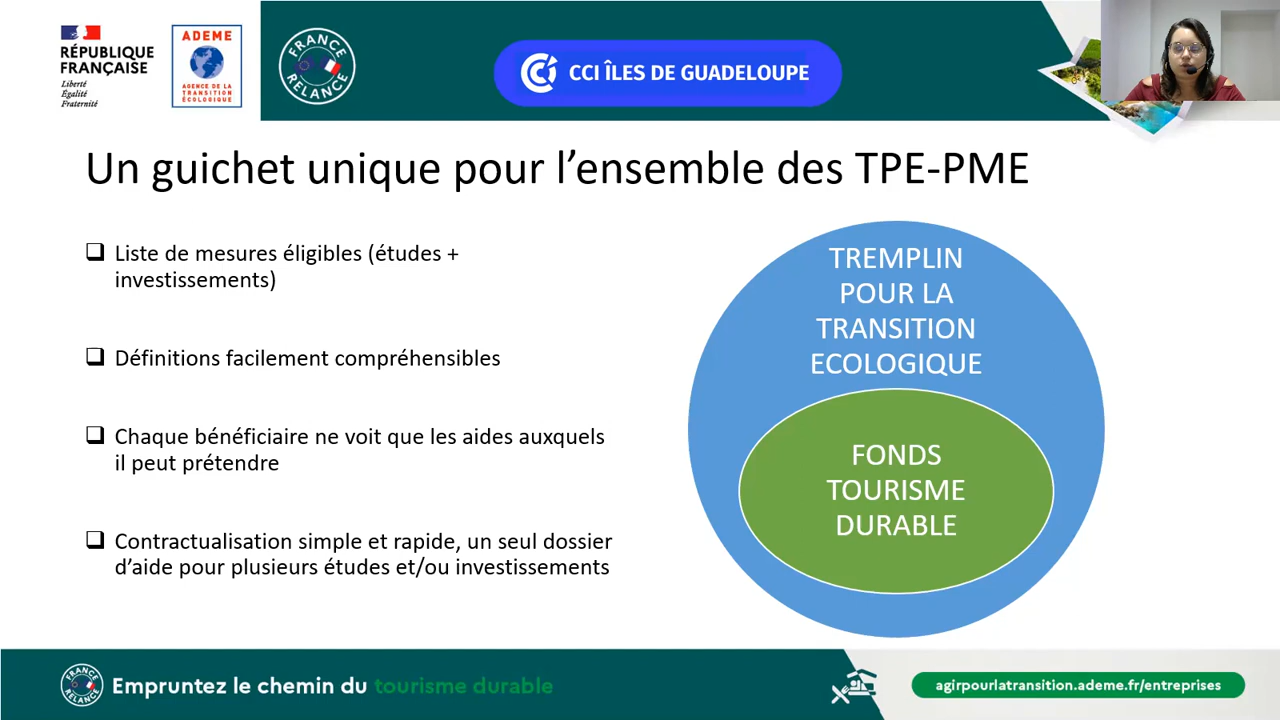 RÉPUBLIQUE
FRANÇAISE
Liberté
Égalité
Fraternité
ADEME
AGENCE DE LA
TRANSITION
ÉCOLOGIQUE
FRANCE
RELANCE
CCI ÎLES DE GUADELOUPE
Un guichet unique pour l’ensemble des TPE-PME
Liste de mesures éligibles (études +
investissements)
Définitions facilement compréhensibles
Chaque bénéficiaire ne voit que les aides auxquels
il peut prétendre
Contractualisation simple et rapide, un seul dossier
d’aide pour plusieurs études et/ou investissements
TREMPLIN
POUR LA
TRANSITION
ECOLOGIQUE
FONDS
TOURISME
DURABLE
FRANCE
RELANCE
Empruntez le chemin du tourisme durable
agirpourlatransition.ademe.fr/entreprises